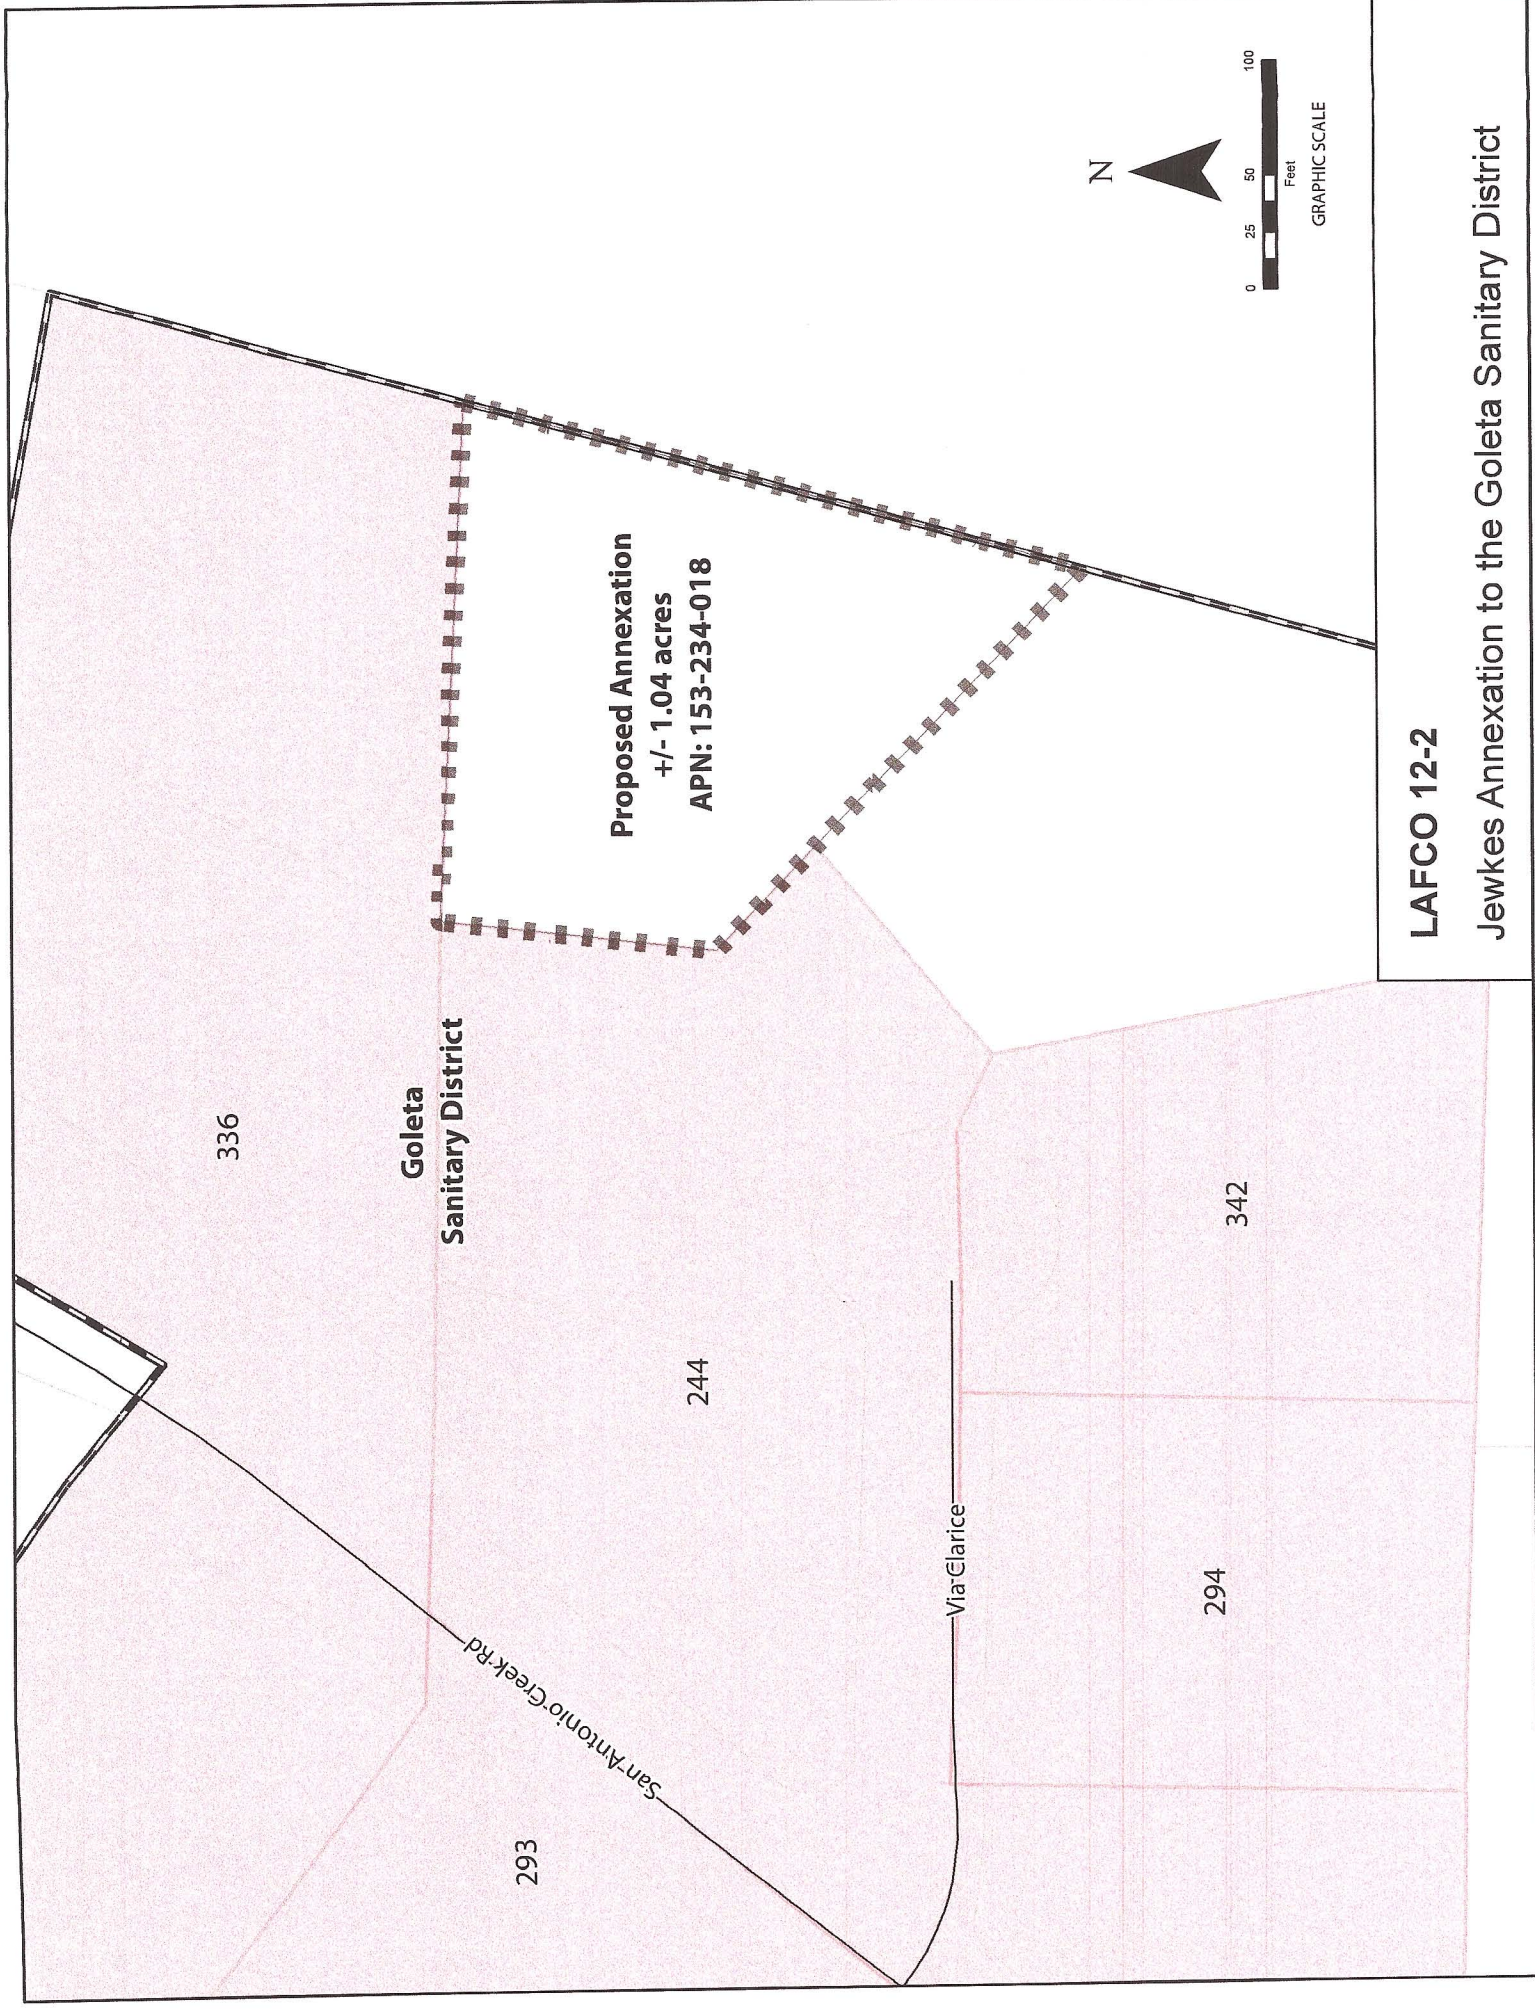 336
Goleta
Sanitary District
Proposed Annexation
+/- 1.04 acres
APN: 153-234-018
293
San Antonio Creek Rd
244
Via Clarice
294
342
N
0 25 50 100
Feet
GRAPHIC SCALE
LAFCO 12-2
Jewkes Annexation to the Goleta Sanitary District